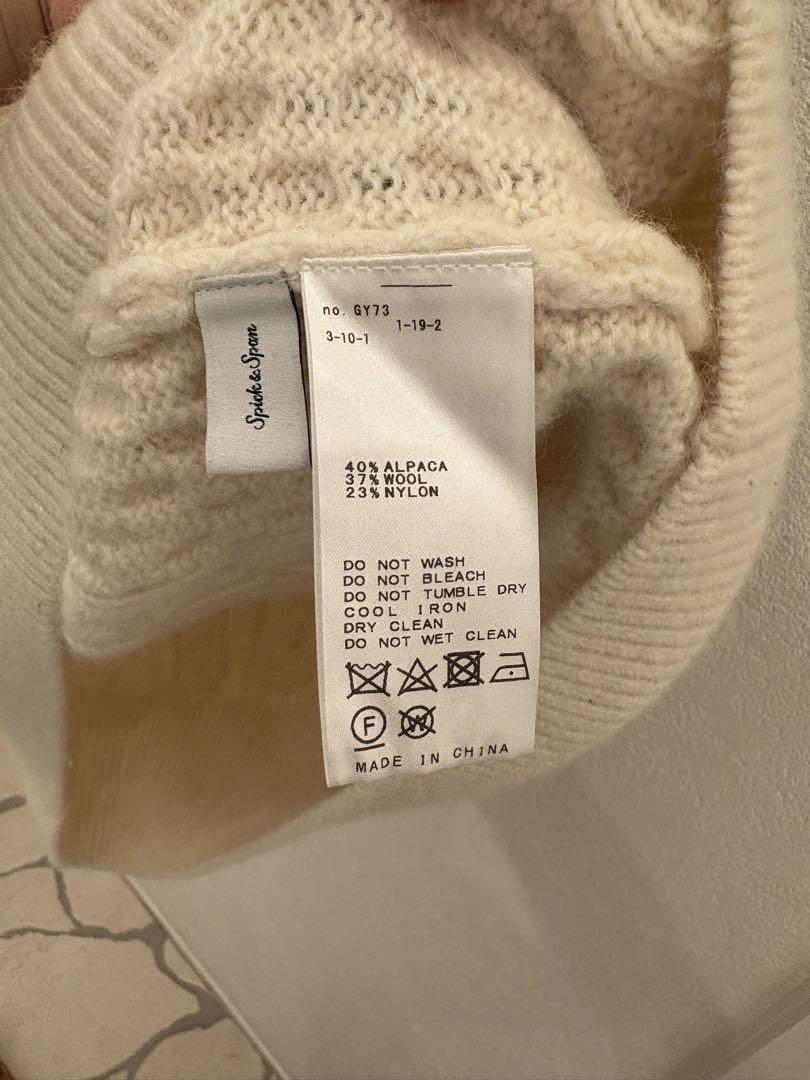 Spick&Span
no. GY73
1-19-2
3-10-1
40% ALPACA
37% WOOL
23% NYLON
DO NOT WASH
DO NOT BLEACH
DO NOT TUMBLE DRY
COOL IRON
DRY CLEAN
DO NOT WET CLEAN
F W
MADE IN CHINA